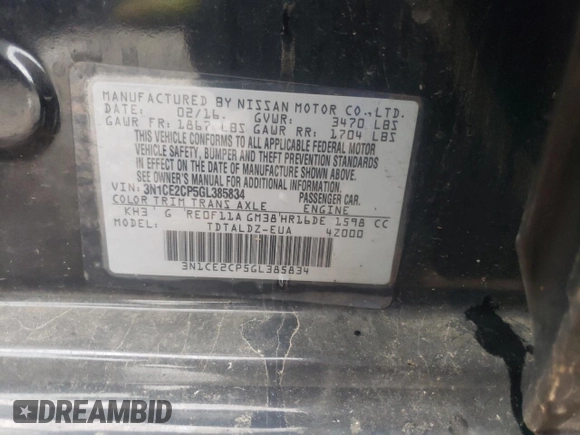 MANUFACTURED BY NISSAN MOTOR CO., LTD.
DATE: 02/16 GVWR: 3470 LBS
GAWR FR: 1867 LBS GAWR RR: 1704 LBS
THIS VEHICLE CONFORMS TO ALL APPLICABLE FEDERAL MOTOR
VEHICLE SAFETY, BUMPER AND THEFT PREVENTION STANDARDS
IN EFFECT ON THE DATE OF MANUFACTURE SHOWN ABOVE.
SEE OWNER'S MANUAL FOR ADDITIONAL INFORMATION
VIN: 3N1CE2CP5GL385834 PASSENGER CAR.
COLOR TRIM TRANS AXLE ENGINE
KH3 G RE0F11A GM38 HR16DE 1598 CC
MODEL: TDTALDZ-EUA 42000
3N1CE2CP5GL385834
DREAMBID